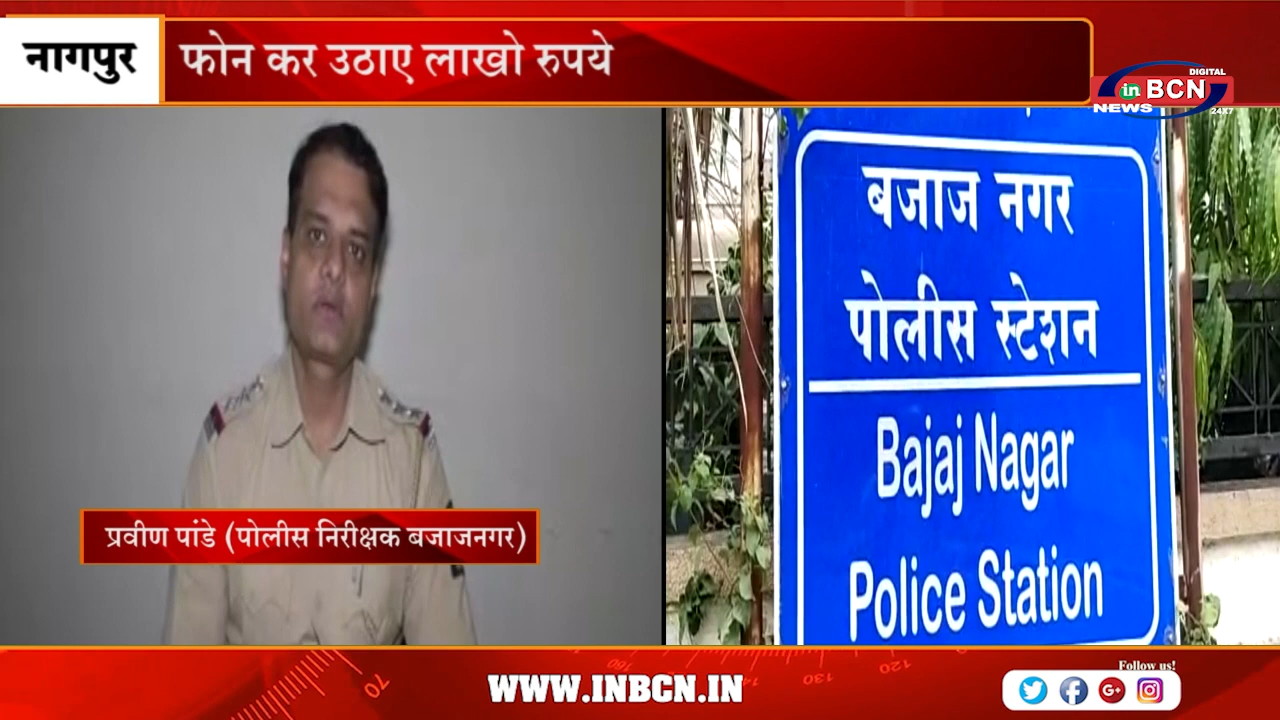 नागपुर
फोन कर उठाए लाखो रुपये
DIGITAL
in BCN
NEWS
24X7
बजाज नगर
पोलीस स्टेशन
Bajaj Nagar
Police Station
प्रवीण पांडे (पोलीस निरीक्षक बजाजनगर)
WWW.INBCN.IN
Follow us!